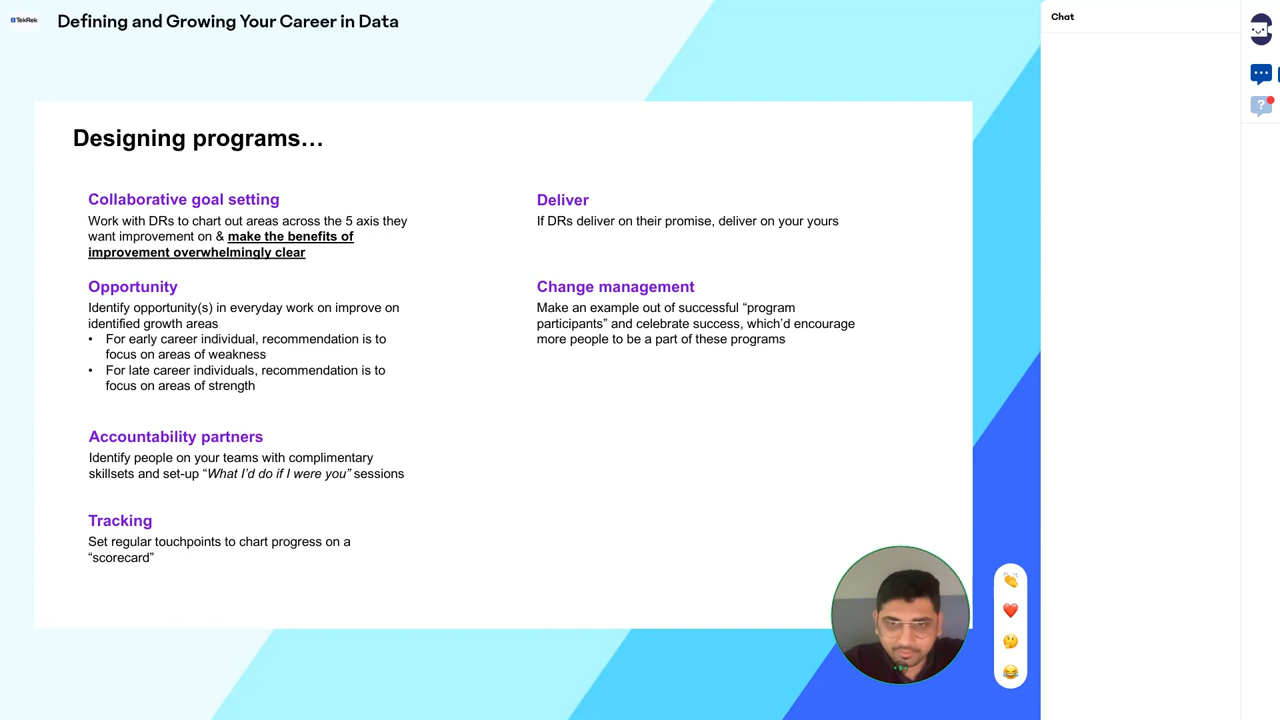 TekRek
Defining and Growing Your Career in Data
Chat
Designing programs…
Collaborative goal setting
Work with DRs to chart out areas across the 5 axis they
want improvement on & make the benefits of
improvement overwhelmingly clear
Opportunity
Identify opportunity(s) in everyday work on improve on
identified growth areas
• For early career individual, recommendation is to
focus on areas of weakness
• For late career individuals, recommendation is to
focus on areas of strength
Accountability partners
Identify people on your teams with complimentary
skillsets and set-up “What I’d do if I were you” sessions
Tracking
Set regular touchpoints to chart progress on a
“scorecard”
Deliver
If DRs deliver on their promise, deliver on your yours
Change management
Make an example out of successful “program
participants” and celebrate success, which’d encourage
more people to be a part of these programs